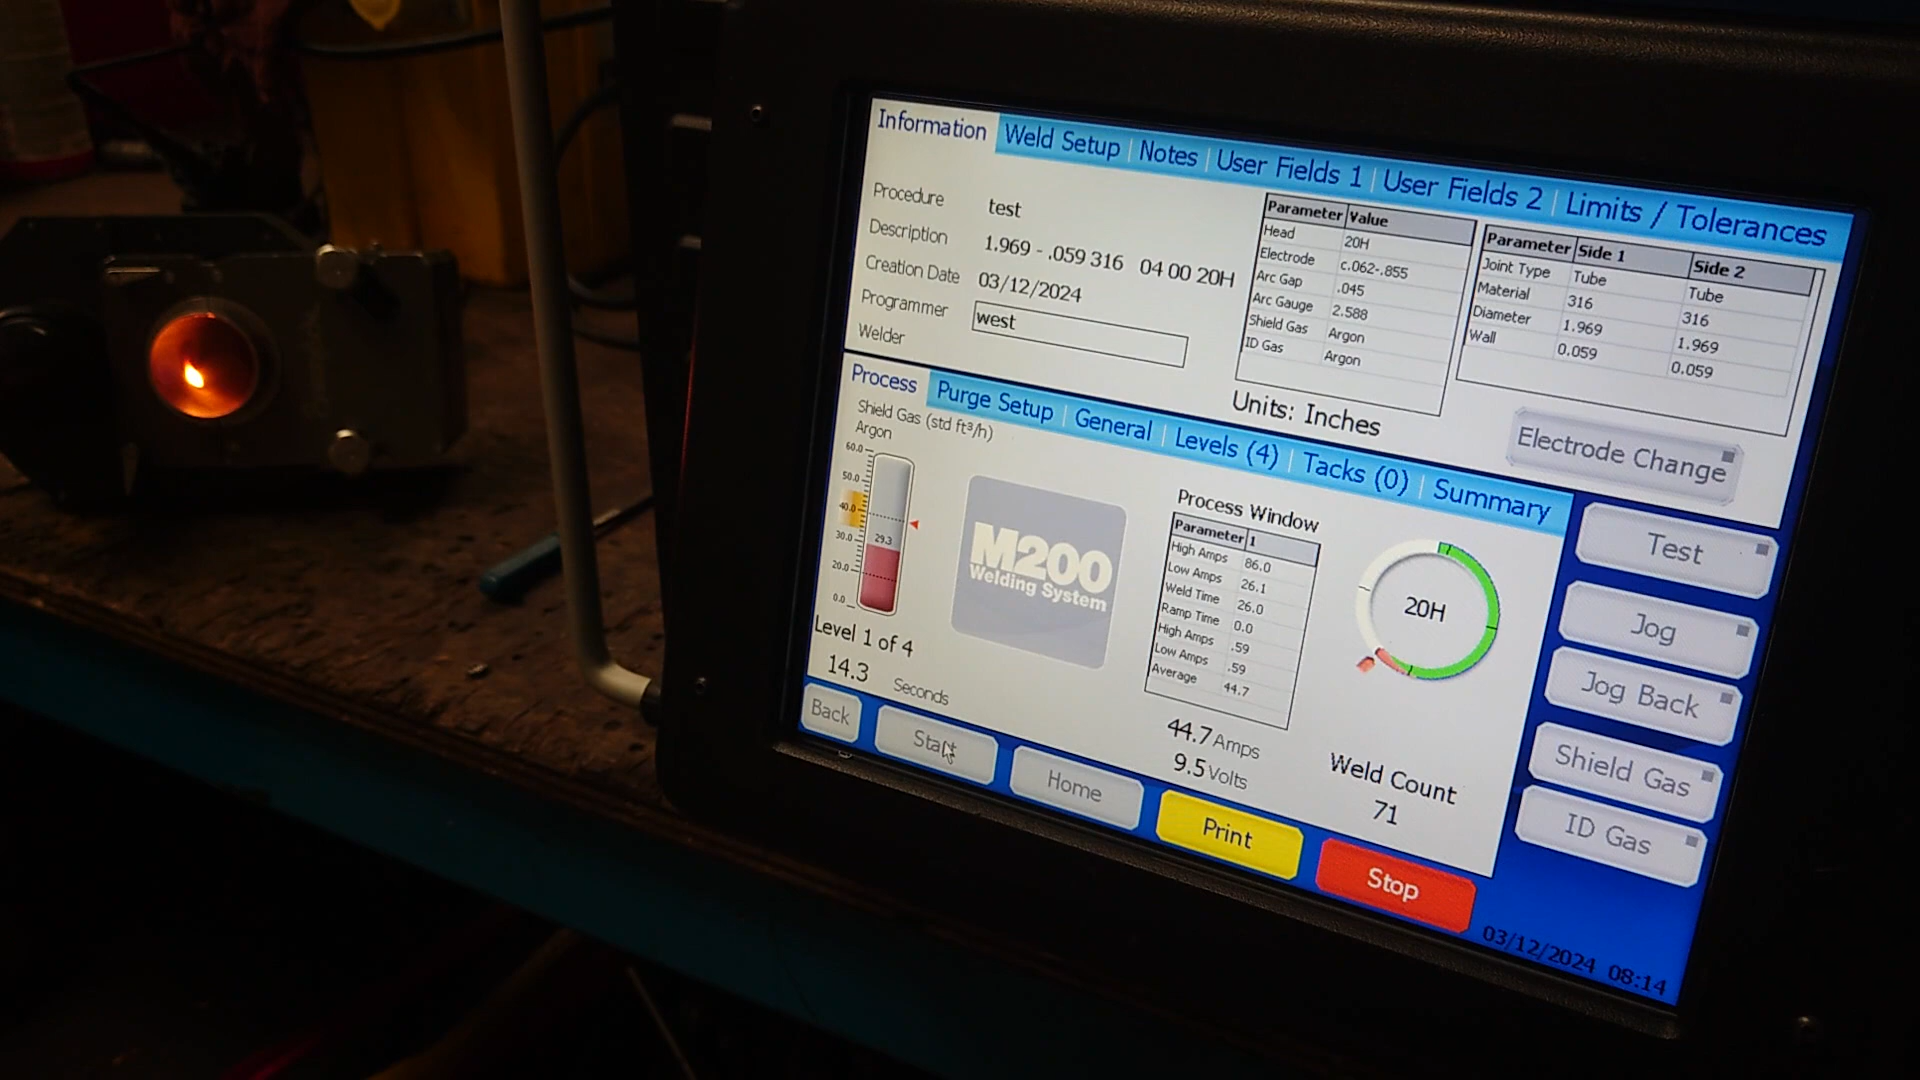 Information | Weld Setup | Notes | User Fields 1 | User Fields 2 | Limits / Tolerances
Procedure test
Description 1.969 - .059 316 04 00 20H
Creation Date 03/12/2024
Programmer west
Welder
Parameter Value
Head 20H
Electrode c.062-.855
Arc Gap .045
Arc Gauge 2.588
Shield Gas Argon
ID Gas Argon
Parameter Side 1 Side 2
Joint Type Tube Tube
Material 316 316
Diameter 1.969 1.969
Wall 0.059 0.059
Units: Inches
Electrode Change
Process | Purge Setup | General | Levels (4) | Tacks (0) | Summary
Shield Gas (std ft³/h)
Argon
60.0
50.0
40.0
30.0
29.3
20.0
0.0
Level 1 of 4
14.3 Seconds
M200
Welding System
Process Window
Parameter 1
High Amps 86.0
Low Amps 26.1
Weld Time 26.0
Ramp Time 0.0
High Amps .59
Low Amps .59
Average 44.7
44.7 Amps
9.5 Volts
20H
Weld Count
71
Test
Jog
Jog Back
Shield Gas
ID Gas
Back
Start
Home
Print
Stop
03/12/2024 08:14